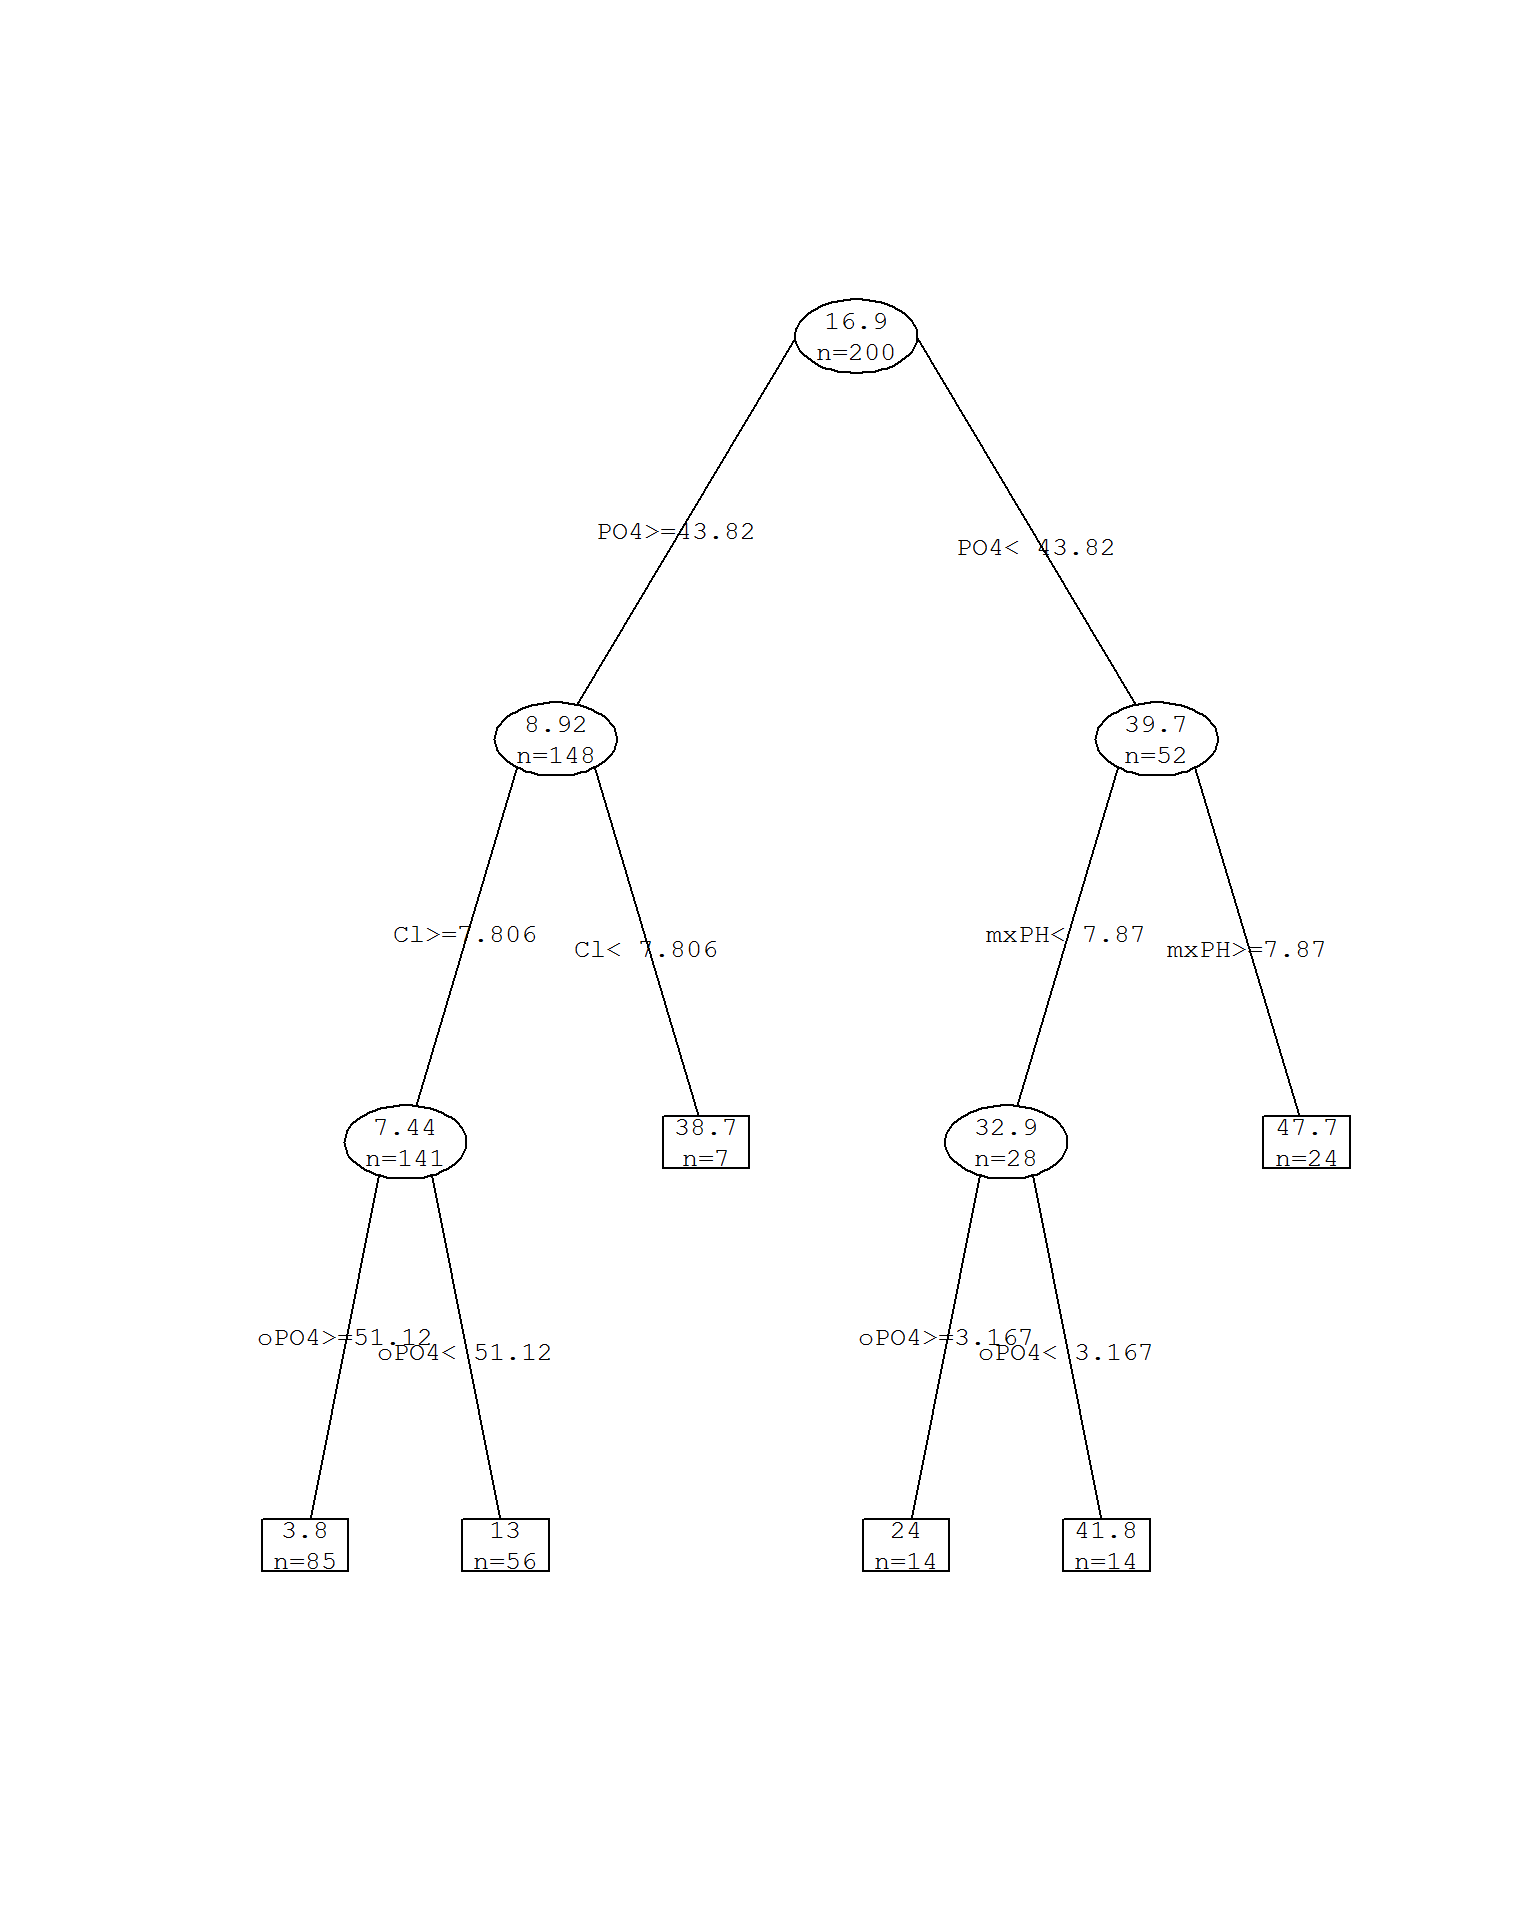 16.9
n=200
PO4>=43.82
PO4< 43.82
8.92
n=148
39.7
n=52
Cl>=7.806
Cl< 7.806
mxPH< 7.87
mxPH>=7.87
7.44
n=141
38.7
n=7
32.9
n=28
47.7
n=24
oPO4>=51.12
oPO4< 51.12
oPO4>=3.167
oPO4< 3.167
3.8
n=85
13
n=56
24
n=14
41.8
n=14